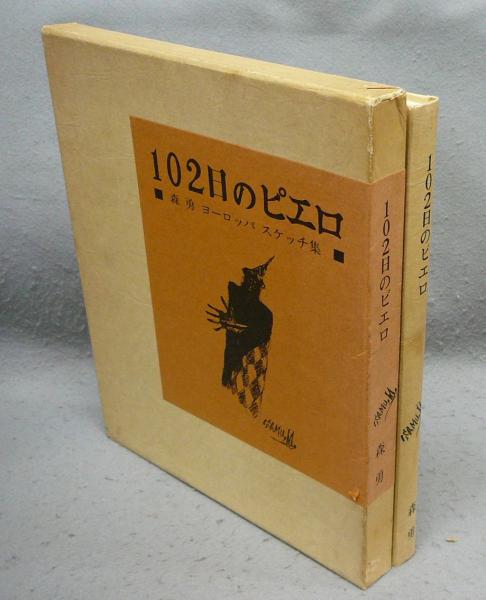 102日のピエロ
■ 森 勇 ヨーロッパ スケッチ集 ■
102日のピエロ
森 勇
102日のピエロ
森 勇